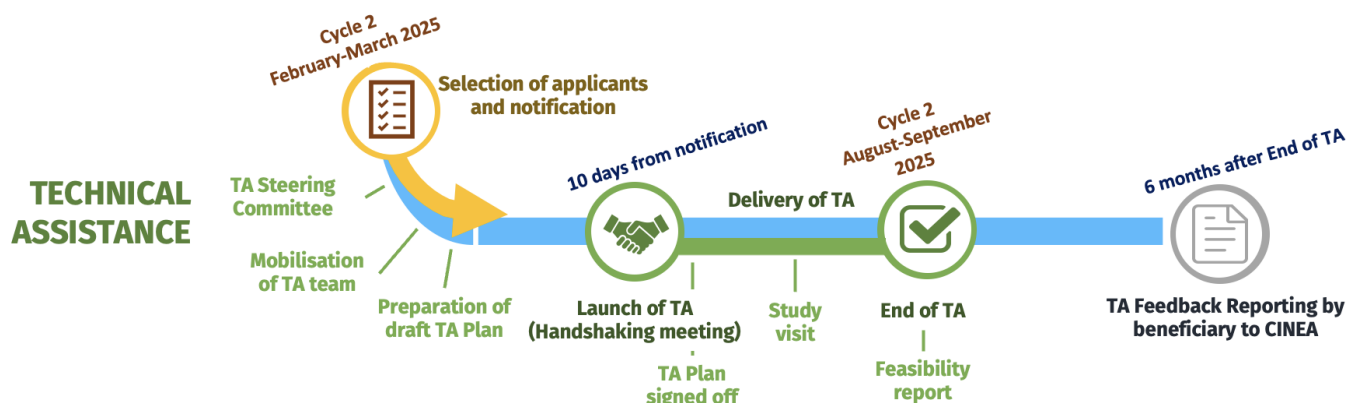 Cycle 2
February-March 2025
Selection of applicants
and notification
TECHNICAL
ASSISTANCE
TA Steering
Committee
Mobilisation
of TA team
Preparation of
draft TA Plan
10 days from notification
Launch of TA
(Handshaking meeting)
TA Plan
signed off
Delivery of TA
Study
visit
Cycle 2
August-September
2025
End of TA
Feasibility
report
6 months after End of TA
TA Feedback Reporting by
beneficiary to CINEA